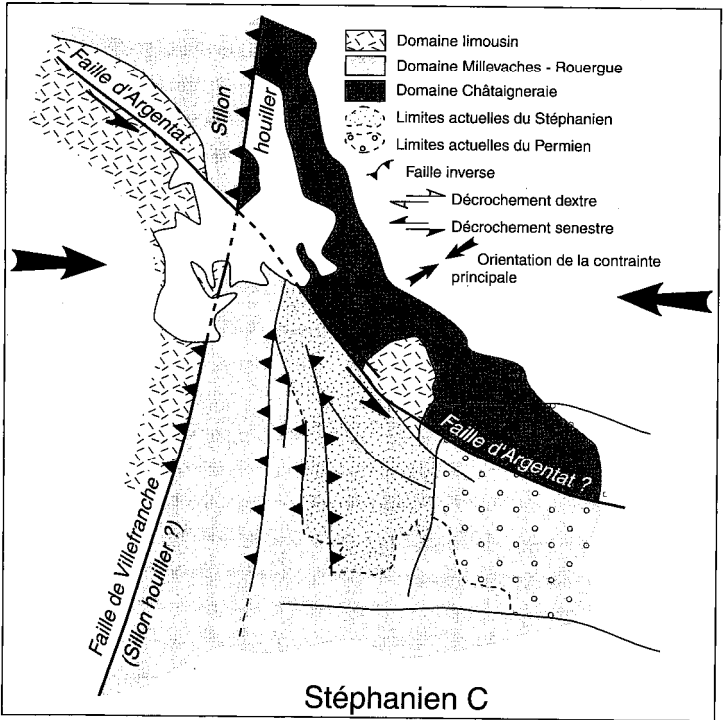 Domaine limousin
Domaine Millevaches - Rouergue
Domaine Châtaigneraie
Limites actuelles du Stéphanien
Limites actuelles du Permien
Faille inverse
Décrochement dextre
Décrochement senestre
Orientation de la contrainte
principale
Faille d'Argentat
Sillon
houiller
Faille d'Argentat ?
Faille de Villefranche
(Sillon houiller ?)
Stéphanien C